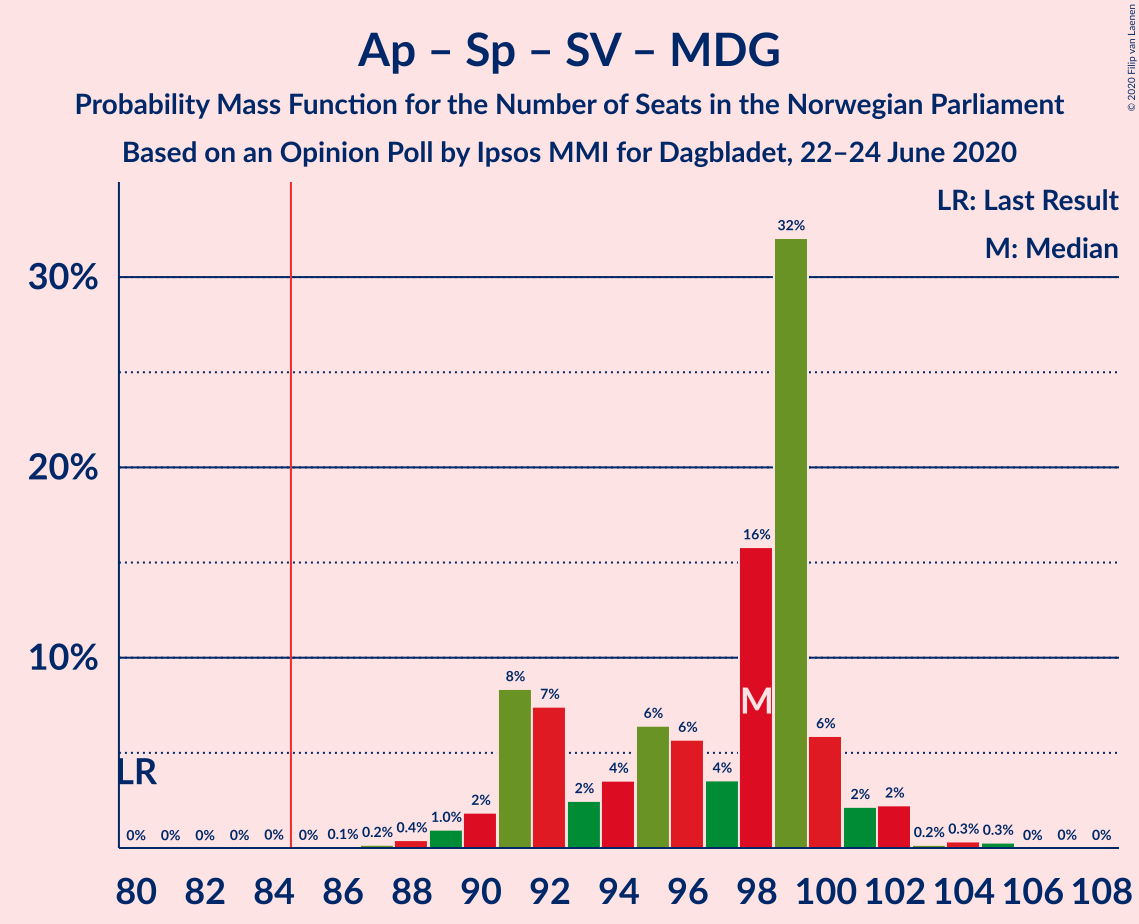 Ap – Sp – SV – MDG
Probability Mass Function for the Number of Seats in the Norwegian Parliament
Based on an Opinion Poll by Ipsos MMI for Dagbladet, 22–24 June 2020
© 2020 Filip van Laenen
LR: Last Result
M: Median
30%
20%
10%
LR
M
0% 0% 0% 0% 0% 0% 0.1% 0.2% 0.4% 1.0% 2% 8% 7% 2% 4% 6% 6% 4% 16% 32% 6% 2% 2% 0.2% 0.3% 0.3% 0% 0% 0%
80 82 84 86 88 90 92 94 96 98 100 102 104 106 108